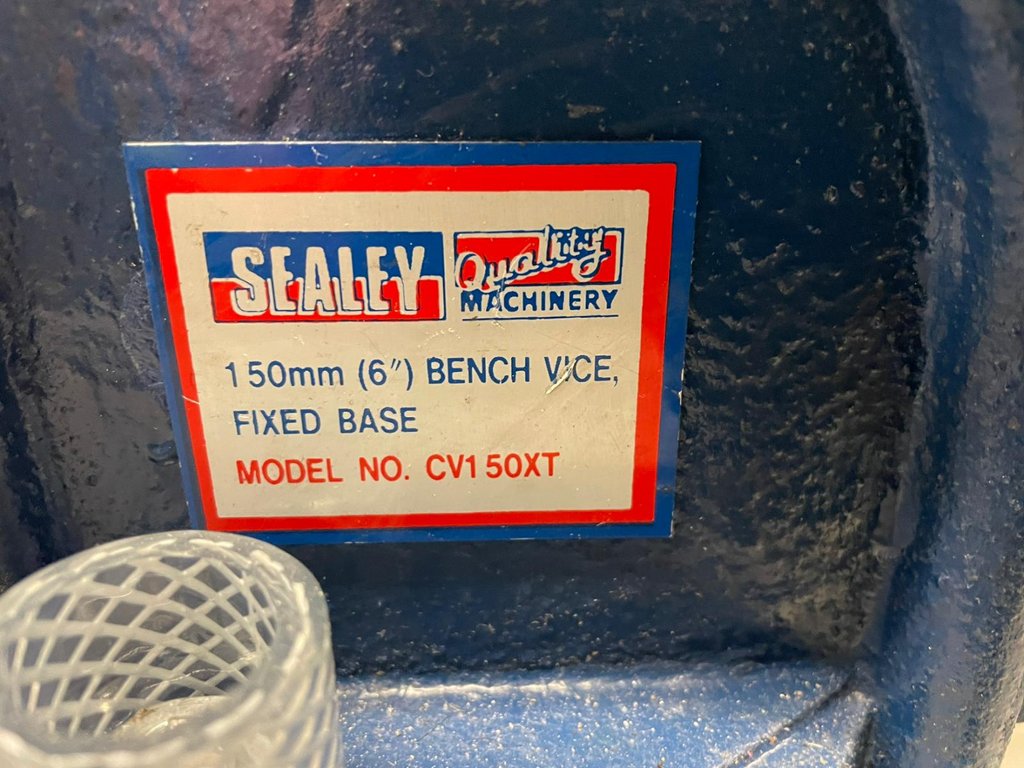 SEALEY Quality
MACHINERY
150mm (6") BENCH VICE,
FIXED BASE
MODEL NO. CV150XT